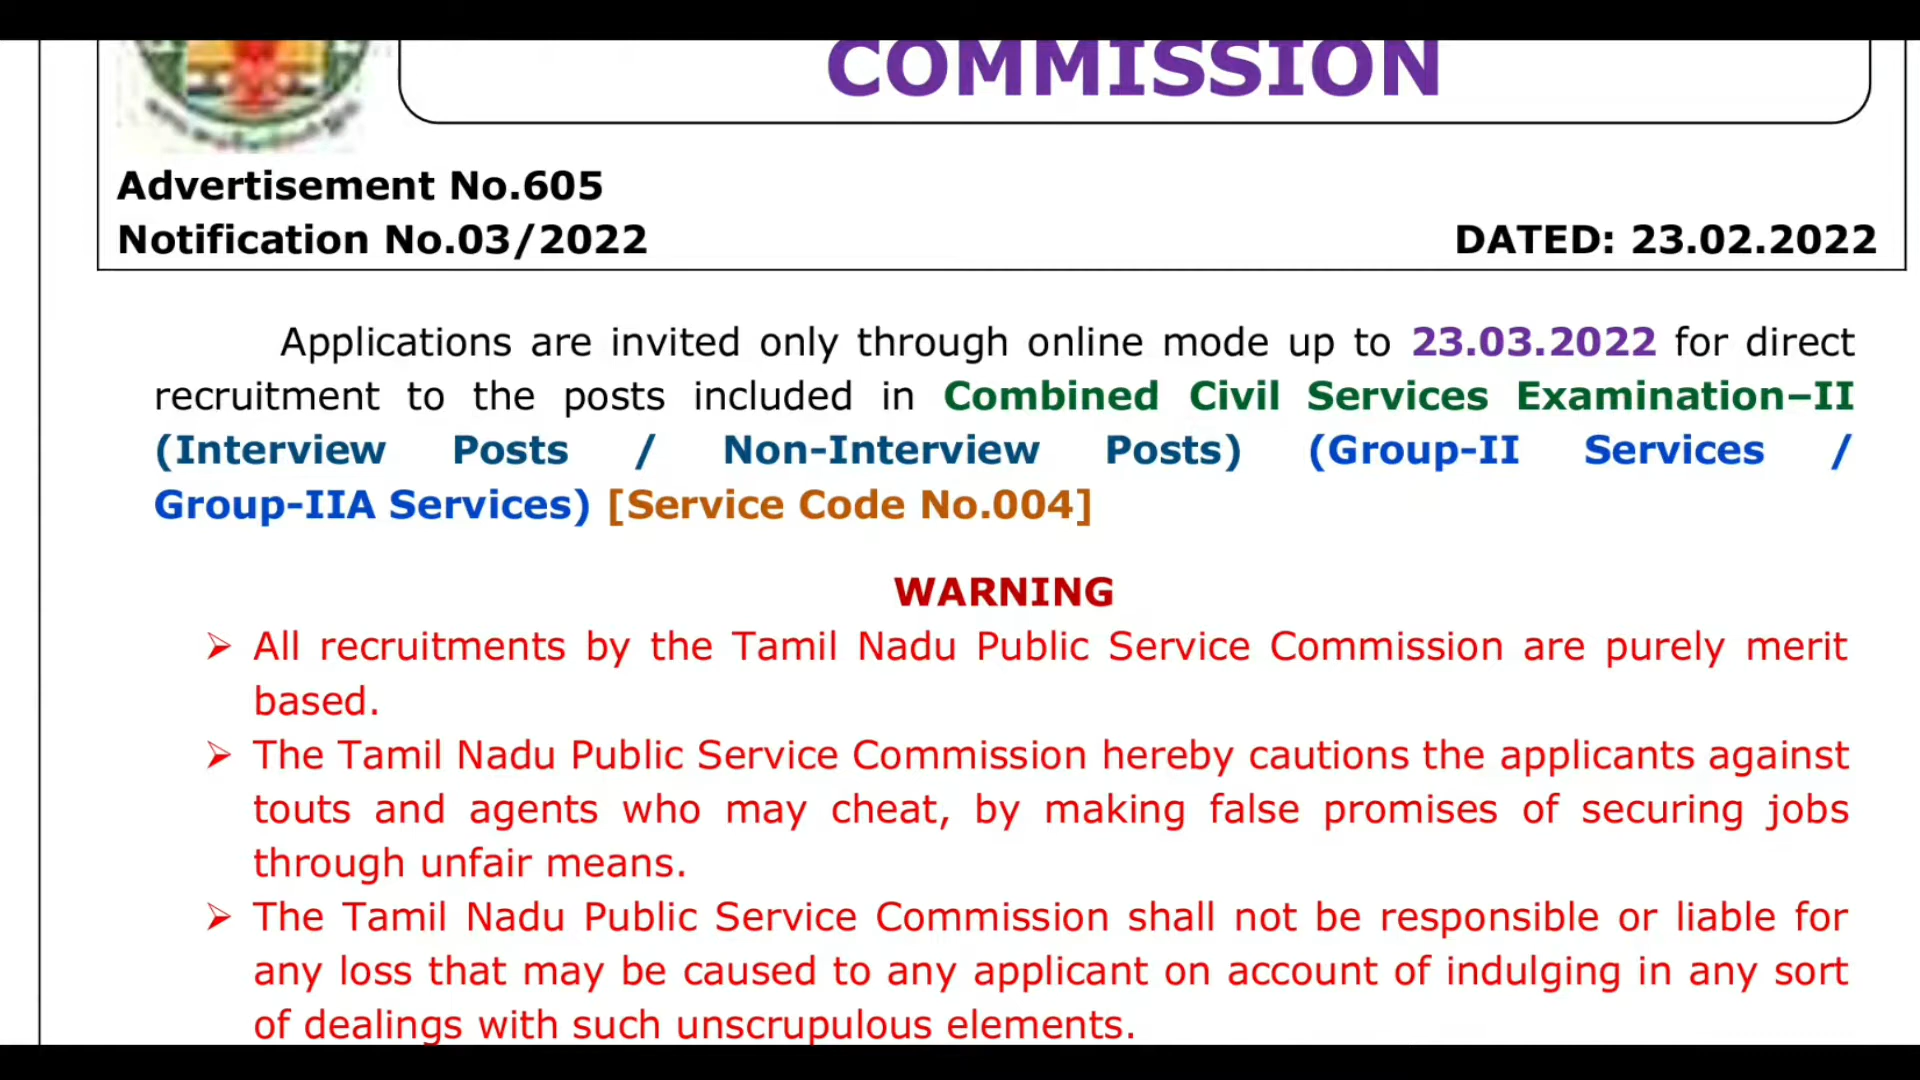 COMMISSION
Advertisement No.605
Notification No.03/2022 DATED: 23.02.2022
Applications are invited only through online mode up to 23.03.2022 for direct
recruitment to the posts included in Combined Civil Services Examination–II
(Interview Posts / Non-Interview Posts) (Group-II Services /
Group-IIA Services) [Service Code No.004]
WARNING
➢ All recruitments by the Tamil Nadu Public Service Commission are purely merit
based.
➢ The Tamil Nadu Public Service Commission hereby cautions the applicants against
touts and agents who may cheat, by making false promises of securing jobs
through unfair means.
➢ The Tamil Nadu Public Service Commission shall not be responsible or liable for
any loss that may be caused to any applicant on account of indulging in any sort
of dealings with such unscrupulous elements.